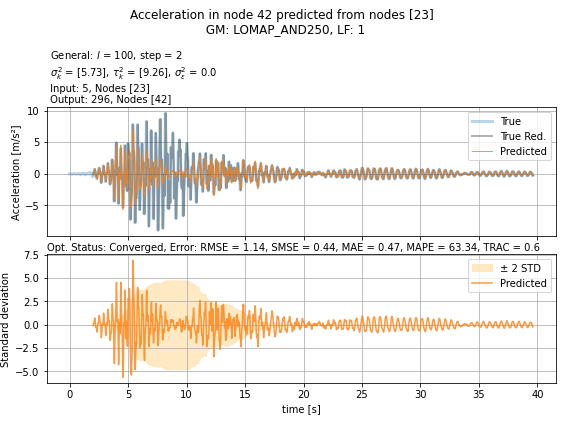 Acceleration in node 42 predicted from nodes [23]
GM: LOMAP_AND250, LF: 1
General: l = 100, step = 2
σ²ₖ = [5.73], τ²ₖ = [9.26], σ²ε = 0.0
Input: 5, Nodes [23]
Output: 296, Nodes [42]
Acceleration [m/s²]
10
5
0
−5
True
True Red.
Predicted
Opt. Status: Converged, Error: RMSE = 1.14, SMSE = 0.44, MAE = 0.47, MAPE = 63.34, TRAC = 0.6
Standard deviation
7.5
5.0
2.5
0.0
−2.5
−5.0
± 2 STD
Predicted
0 5 10 15 20 25 30 35 40
time [s]